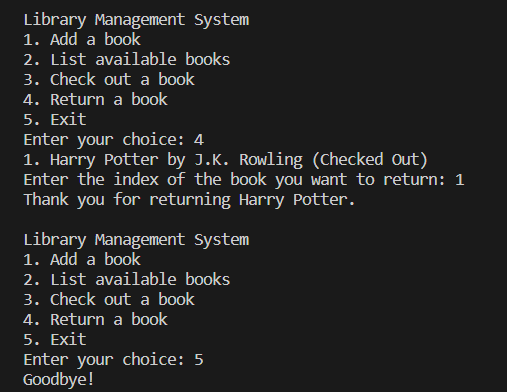 Library Management System
1. Add a book
2. List available books
3. Check out a book
4. Return a book
5. Exit
Enter your choice: 4
1. Harry Potter by J.K. Rowling (Checked Out)
Enter the index of the book you want to return: 1
Thank you for returning Harry Potter.

Library Management System
1. Add a book
2. List available books
3. Check out a book
4. Return a book
5. Exit
Enter your choice: 5
Goodbye!